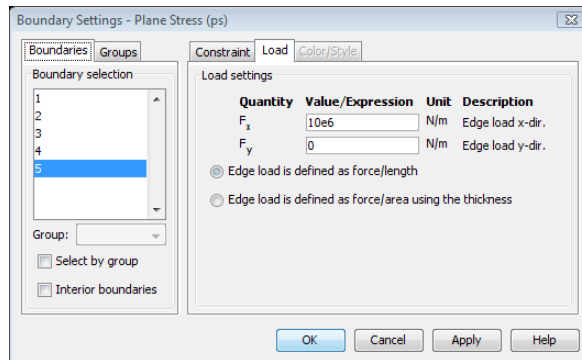 Boundary Settings - Plane Stress (ps)
Boundaries Groups
Boundary selection
1
2
3
4
5
Group:
Select by group
Interior boundaries
Constraint Load Color/Style
Load settings
Quantity Value/Expression Unit Description
Fx 10e6 N/m Edge load x-dir.
Fy 0 N/m Edge load y-dir.
Edge load is defined as force/length
Edge load is defined as force/area using the thickness
OK Cancel Apply Help